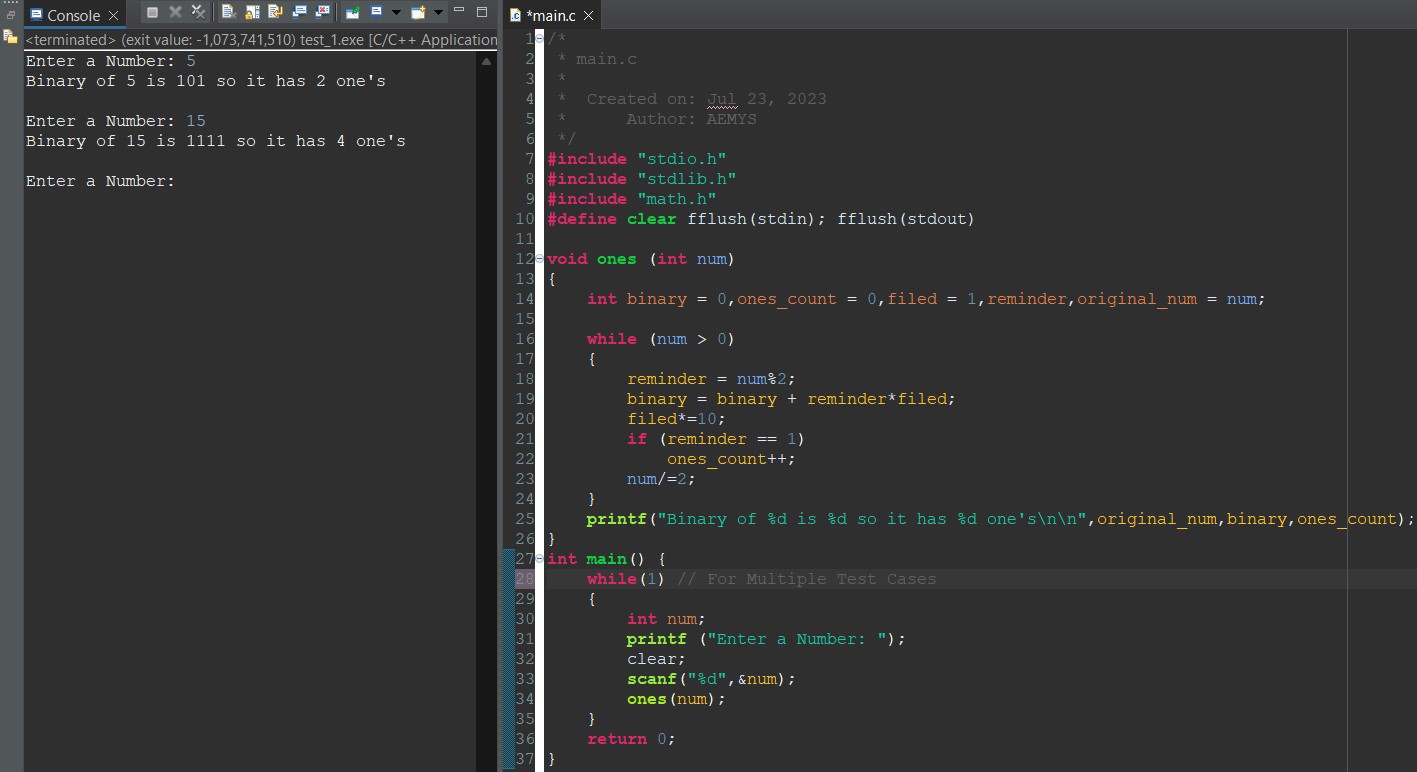 Console
<terminated> (exit value: -1,073,741,510) test_1.exe [C/C++ Application
Enter a Number: 5
Binary of 5 is 101 so it has 2 one's
Enter a Number: 15
Binary of 15 is 1111 so it has 4 one's
Enter a Number:
*main.c
1 /*
2  * main.c
3  *
4  *  Created on: Jul 23, 2023
5  *      Author: AEMYS
6  */
7 #include "stdio.h"
8 #include "stdlib.h"
9 #include "math.h"
10 #define clear fflush(stdin); fflush(stdout)
11
12 void ones (int num)
13 {
14     int binary = 0,ones_count = 0,filed = 1,reminder,original_num = num;
15
16     while (num > 0)
17     {
18         reminder = num%2;
19         binary = binary + reminder*filed;
20         filed*=10;
21         if (reminder == 1)
22             ones_count++;
23         num/=2;
24     }
25     printf("Binary of %d is %d so it has %d one's\n\n",original_num,binary,ones_count);
26 }
27 int main() {
28     while(1) // For Multiple Test Cases
29     {
30         int num;
31         printf ("Enter a Number: ");
32         clear;
33         scanf("%d",&num);
34         ones(num);
35     }
36     return 0;
37 }